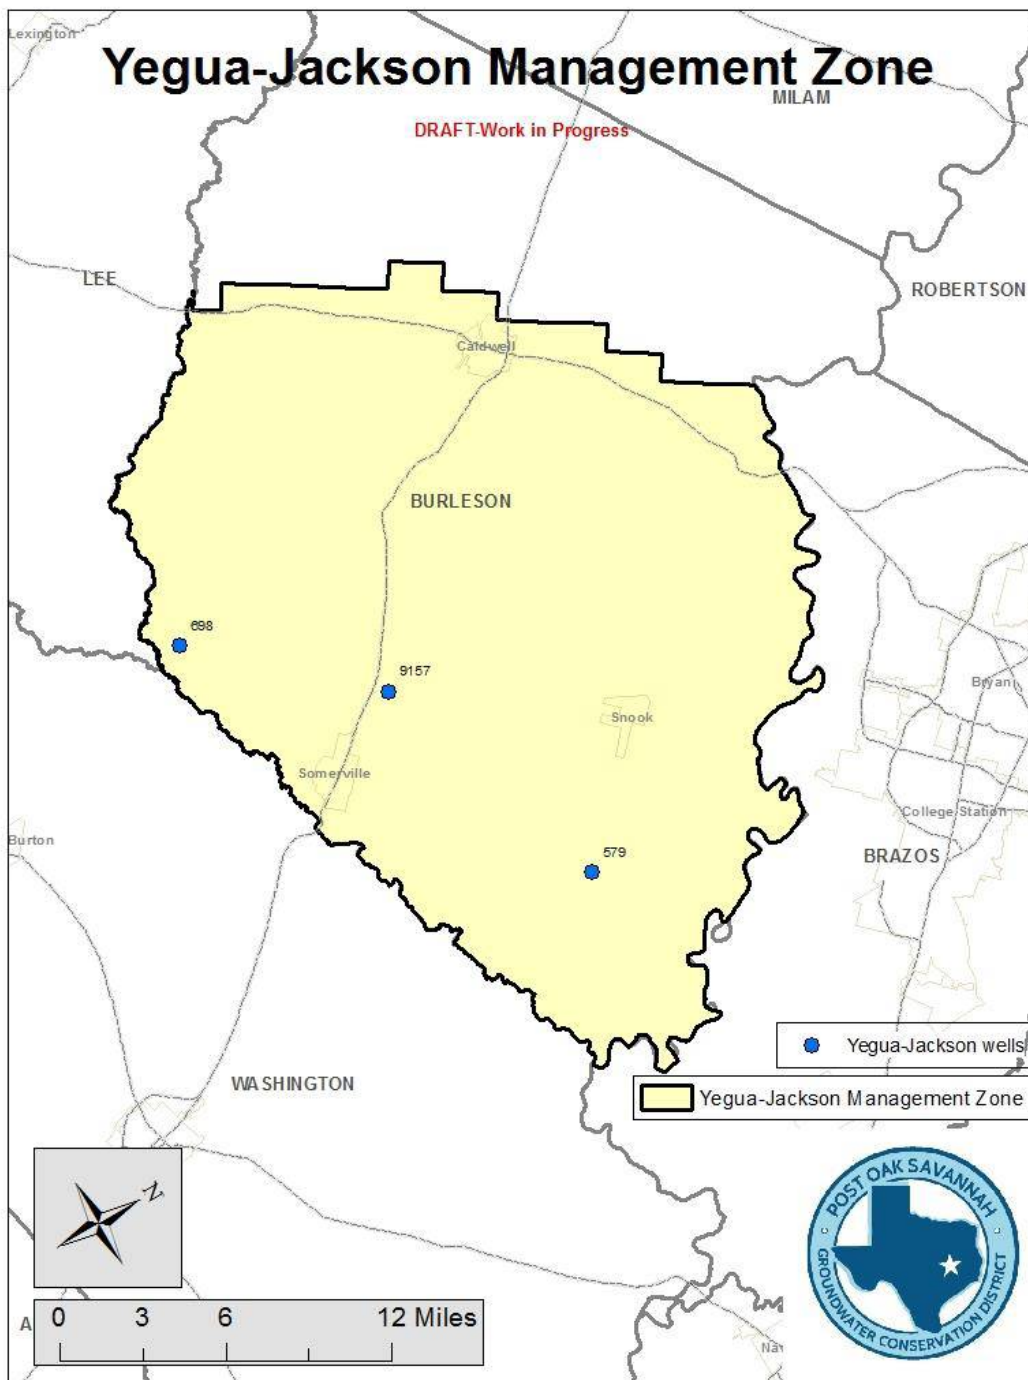 Lexington
Yegua-Jackson Management Zone
MILAM
DRAFT-Work in Progress
LEE
ROBERTSON
Caldwell
BURLESON
698
9157
Bryan
Snook
Somerville
College Station
Burton
BRAZOS
579
Yegua-Jackson wells
WASHINGTON
Yegua-Jackson Management Zone
N
POST OAK SAVANNAH
GROUNDWATER CONSERVATION DISTRICT
A
0 3 6 12 Miles
Nav